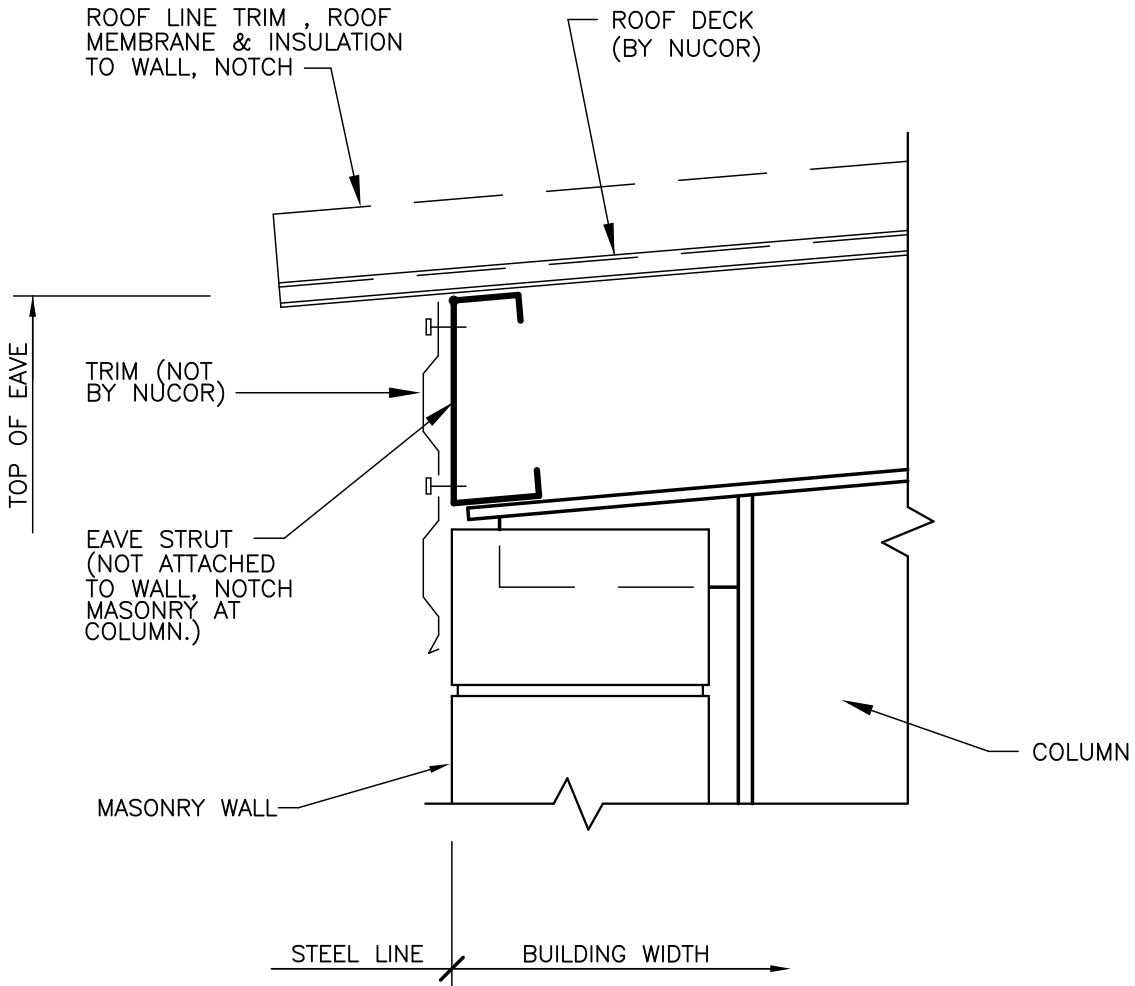 ROOF LINE TRIM , ROOF
MEMBRANE & INSULATION
TO WALL, NOTCH
ROOF DECK
(BY NUCOR)
TOP OF EAVE
TRIM (NOT
BY NUCOR)
EAVE STRUT
(NOT ATTACHED
TO WALL, NOTCH
MASONRY AT
COLUMN.)
COLUMN
MASONRY WALL
STEEL LINE
BUILDING WIDTH